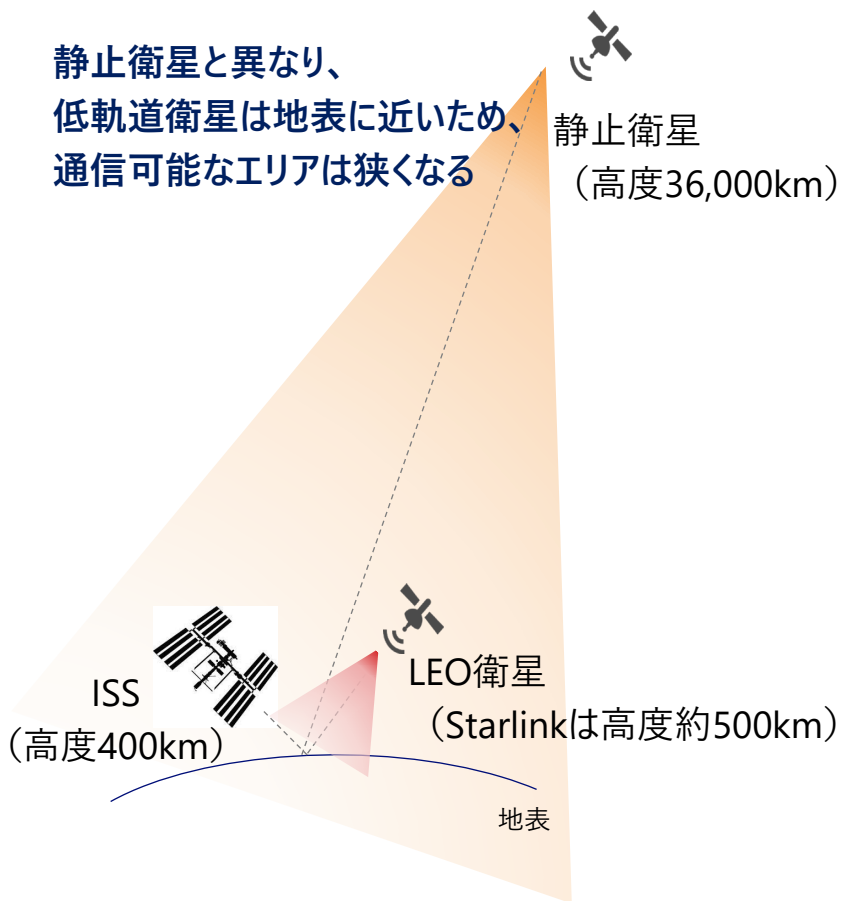 静止衛星と異なり、
低軌道衛星は地表に近いため、
通信可能なエリアは狭くなる
静止衛星
（高度36,000km）
ISS
（高度400km）
LEO衛星
（Starlinkは高度約500km）
地表